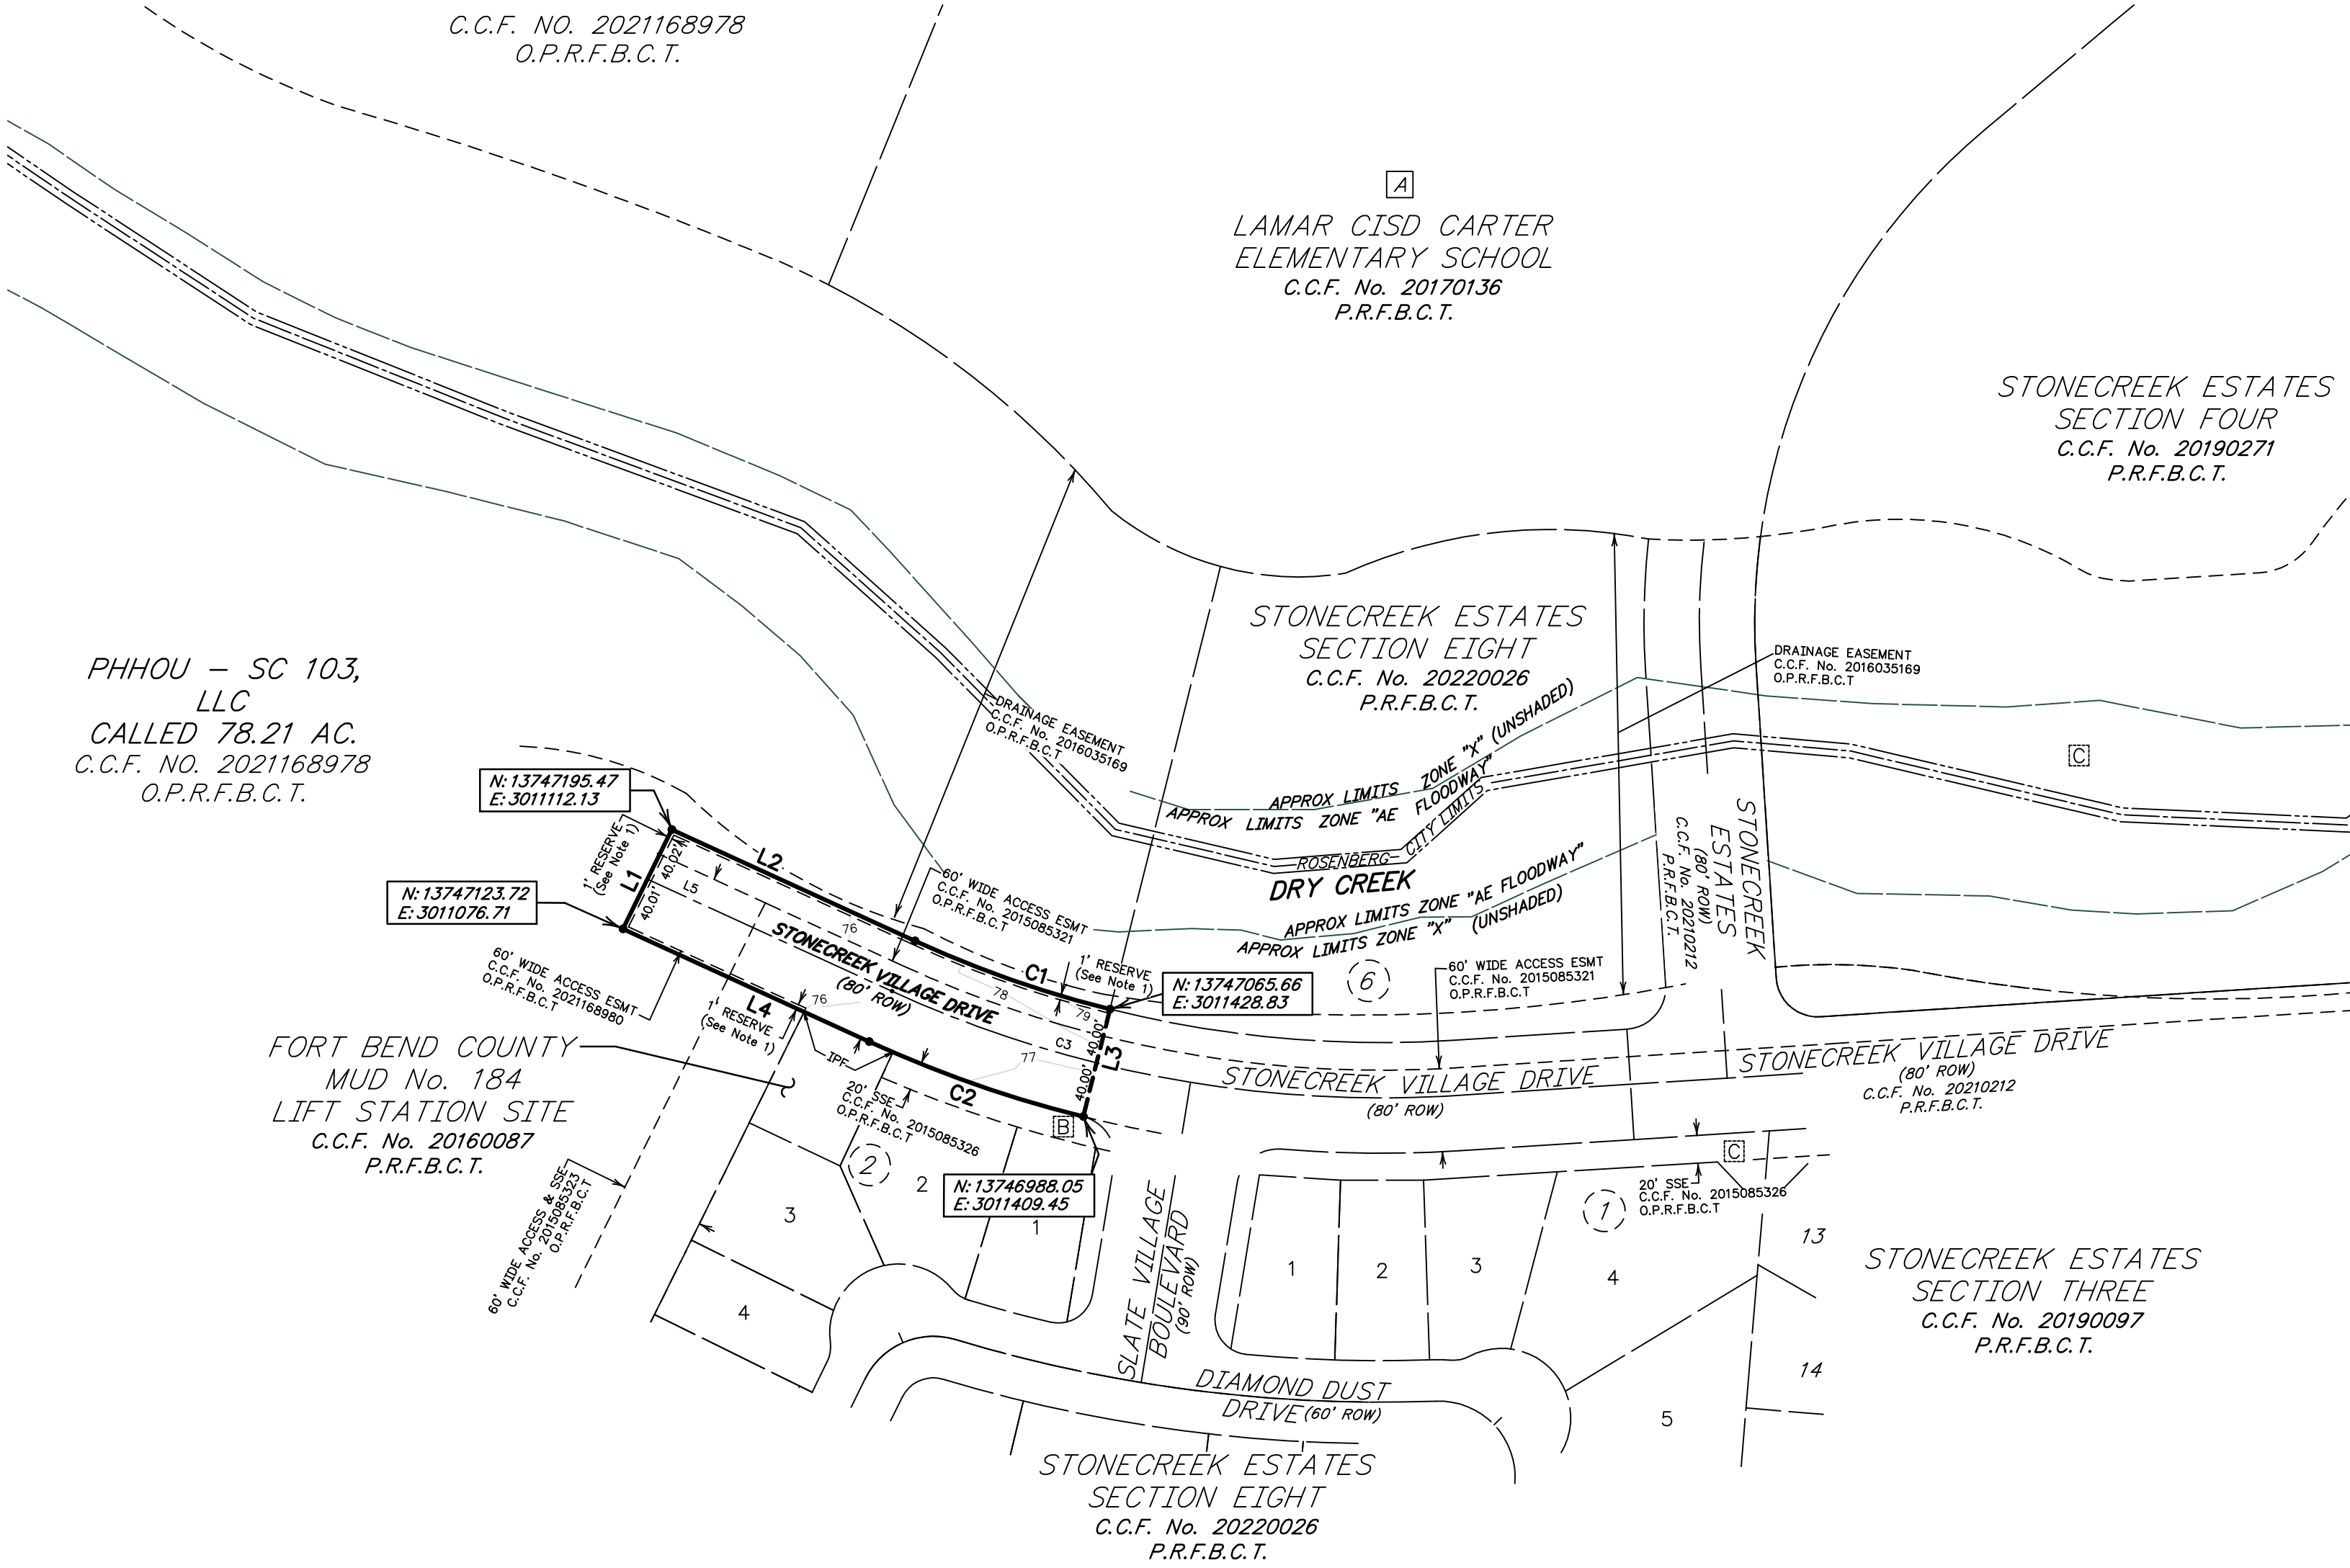 C.C.F. NO. 2021168978
O.P.R.F.B.C.T.
A
LAMAR CISD CARTER
ELEMENTARY SCHOOL
C.C.F. No. 20170136
P.R.F.B.C.T.
STONECREEK ESTATES
SECTION FOUR
C.C.F. No. 20190271
P.R.F.B.C.T.
STONECREEK ESTATES
SECTION EIGHT
C.C.F. No. 20220026
P.R.F.B.C.T.
DRAINAGE EASEMENT
C.C.F. No. 2016035169
O.P.R.F.B.C.T
PHHOU – SC 103,
LLC
CALLED 78.21 AC.
C.C.F. NO. 2021168978
O.P.R.F.B.C.T.
DRAINAGE EASEMENT
C.C.F. No. 2016035169
O.P.R.F.B.C.T
C
N: 13747195.47
E: 3011112.13
APPROX LIMITS ZONE "X" (UNSHADED)
APPROX LIMITS ZONE "AE FLOODWAY"
ROSENBERG CITY LIMITS
DRY CREEK
APPROX LIMITS ZONE "AE FLOODWAY"
APPROX LIMITS ZONE "X" (UNSHADED)
STONECREEK
ESTATES
(80' ROW)
C.C.F. No. 20210212
P.R.F.B.C.T.
1' RESERVE
(See Note 1)
L1
40.02'
40.01'
L5
L2
N: 13747123.72
E: 3011076.71
60' WIDE ACCESS ESMT
C.C.F. No. 2015085321
O.P.R.F.B.C.T
76
STONECREEK VILLAGE DRIVE
(80' ROW)
78
C1
1' RESERVE
(See Note 1)
79
40.00'
N: 13747065.66
E: 3011428.83
6
60' WIDE ACCESS ESMT
C.C.F. No. 2015085321
O.P.R.F.B.C.T
60' WIDE ACCESS ESMT
C.C.F. No. 2021168980
O.P.R.F.B.C.T
76
L4
1' RESERVE
(See Note 1)
IPF
C3
77
L3
40.00'
C2
FORT BEND COUNTY
MUD No. 184
LIFT STATION SITE
C.C.F. No. 20160087
P.R.F.B.C.T.
STONECREEK VILLAGE DRIVE
(80' ROW)
STONECREEK VILLAGE DRIVE
(80' ROW)
C.C.F. No. 20210212
P.R.F.B.C.T.
20' SSE
C.C.F. No. 2015085326
O.P.R.F.B.C.T
B
C
2
2
N: 13746988.05
E: 3011409.45
1
3
4
60' WIDE ACCESS & SSE
C.C.F. No. 2015085323
O.P.R.F.B.C.T
SLATE VILLAGE
BOULEVARD
(90' ROW)
1
2
3
4
1
20' SSE
C.C.F. No. 2015085326
O.P.R.F.B.C.T
13
14
5
STONECREEK ESTATES
SECTION THREE
C.C.F. No. 20190097
P.R.F.B.C.T.
DIAMOND DUST
DRIVE (60' ROW)
STONECREEK ESTATES
SECTION EIGHT
C.C.F. No. 20220026
P.R.F.B.C.T.